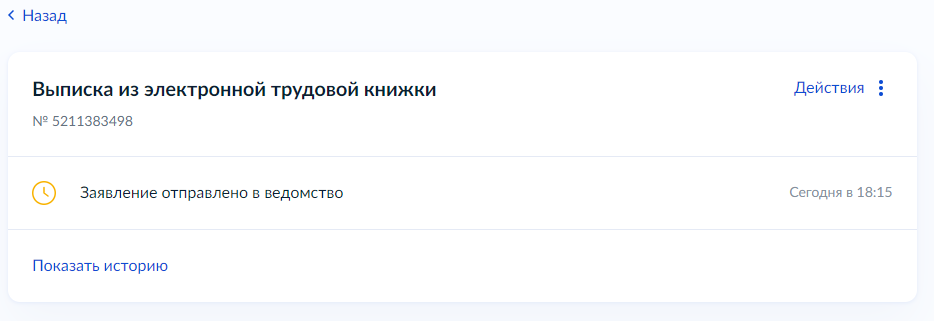 Назад
Выписка из электронной трудовой книжки
Действия
№ 5211383498
Заявление отправлено в ведомство
Сегодня в 18:15
Показать историю